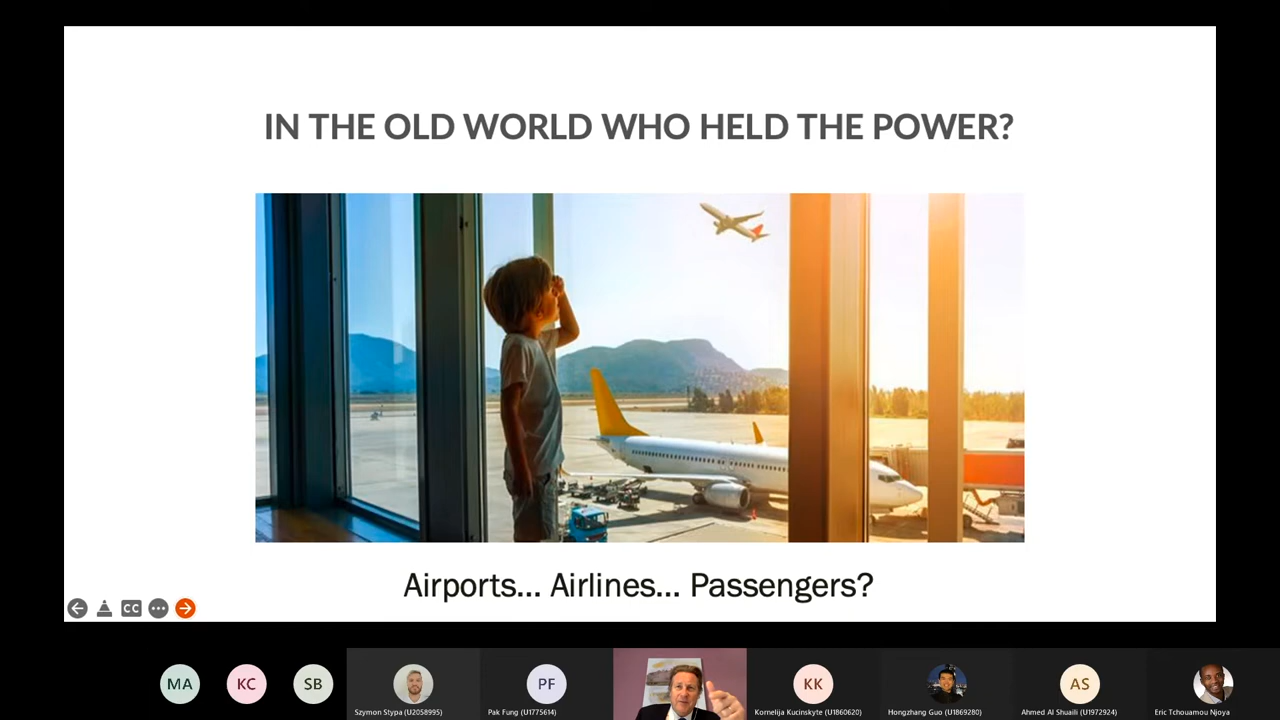 IN THE OLD WORLD WHO HELD THE POWER?
Airports... Airlines... Passengers?
CC
MA
KC
SB
PF
KK
AS
Szymon Stypa (U2058995)
Pak Fung (U1775614)
Kornelija Kucinskyte (U1860620)
Hongzhang Guo (U1869280)
Ahmed Al Shuaili (U1972924)
Eric Tchouamou Njoya